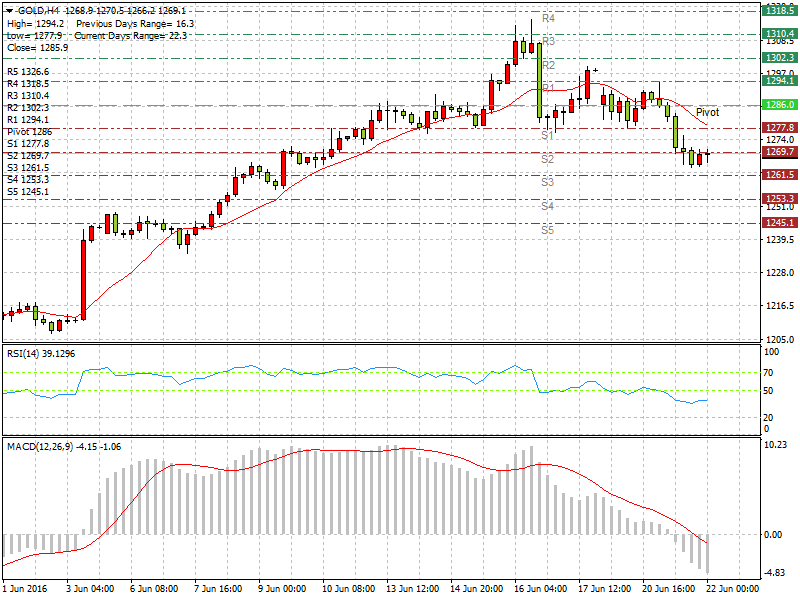 GOLD,H4 1268.9 1270.5 1266.2 1269.1
High= 1294.2 Previous Days Range= 16.3
Low= 1277.9 Current Days Range= 22.3
Close= 1285.9
R5 1326.6
R4 1318.5
R3 1310.4
R2 1302.3
R1 1294.1
Pivot 1286
S1 1277.8
S2 1269.7
S3 1261.5
S4 1253.3
S5 1245.1
R4
R3
R2
R1
Pivot
S1
S2
S3
S4
S5
1318.5
1310.4
1308.5
1302.3
1297.0
1294.1
1286.0
1277.8
1274.0
1269.7
1261.5
1253.3
1251.0
1245.1
1239.5
1228.0
1216.5
1205.0
RSI(14) 39.1296
100
70
50
20
0
MACD(12,26,9) -4.15 -1.06
10.23
0.00
-4.83
1 Jun 2016 3 Jun 04:00 6 Jun 08:00 7 Jun 16:00 9 Jun 00:00 10 Jun 08:00 13 Jun 12:00 14 Jun 20:00 16 Jun 04:00 17 Jun 12:00 20 Jun 16:00 22 Jun 00:00